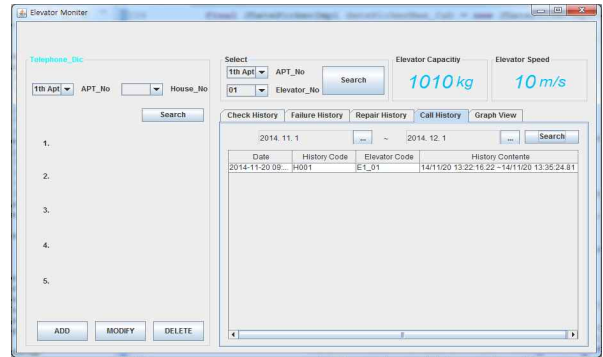 Elevator Moniter
Telephone_Dic
1th Apt APT_No House_No
Search
1.
2.
3.
4.
5.
ADD MODIFY DELETE
Select
1th Apt APT_No
01 Elevator_No
Search
Elevator Capacity
1010 kg
Elevator Speed
10 m/s
Check History Failure History Repair History Call History Graph View
2014. 11. 1 ... ~ 2014. 12. 1 ... Search
Date History Code Elevator Code History Contente
2014-11-20 09:... H001 E1_01 14/11/20 13:22:16.22 ~14/11/20 13:35:24.81